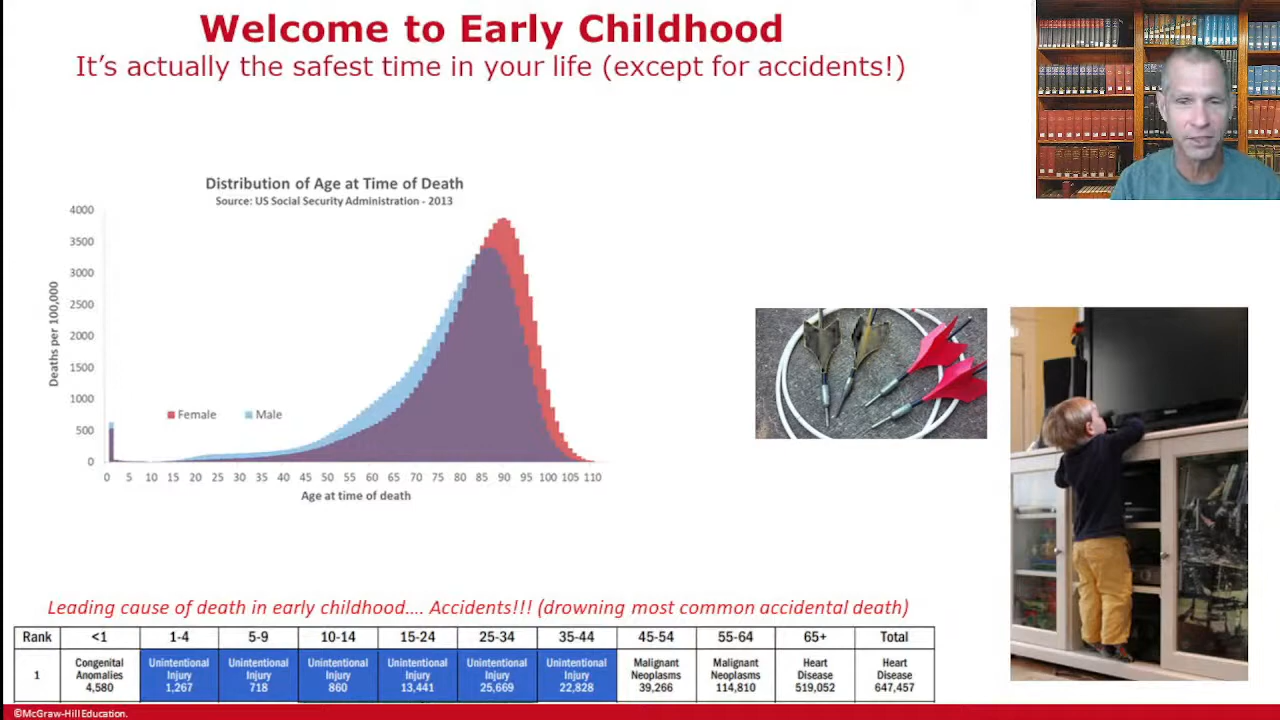 Welcome to Early Childhood
It's actually the safest time in your life (except for accidents!)
Distribution of Age at Time of Death
Source: US Social Security Administration - 2013
Deaths per 100,000
4000
3500
3000
2500
2000
1500
1000
500
0
Female Male
0 5 10 15 20 25 30 35 40 45 50 55 60 65 70 75 80 85 90 95 100 105 110
Age at time of death
Leading cause of death in early childhood.... Accidents!!! (drowning most common accidental death)
Rank <1 1-4 5-9 10-14 15-24 25-34 35-44 45-54 55-64 65+ Total
1 Congenital Anomalies 4,580 Unintentional Injury 1,267 Unintentional Injury 718 Unintentional Injury 860 Unintentional Injury 13,441 Unintentional Injury 25,669 Unintentional Injury 22,828 Malignant Neoplasms 39,266 Malignant Neoplasms 114,810 Heart Disease 519,052 Heart Disease 647,457
©McGraw-Hill Education.